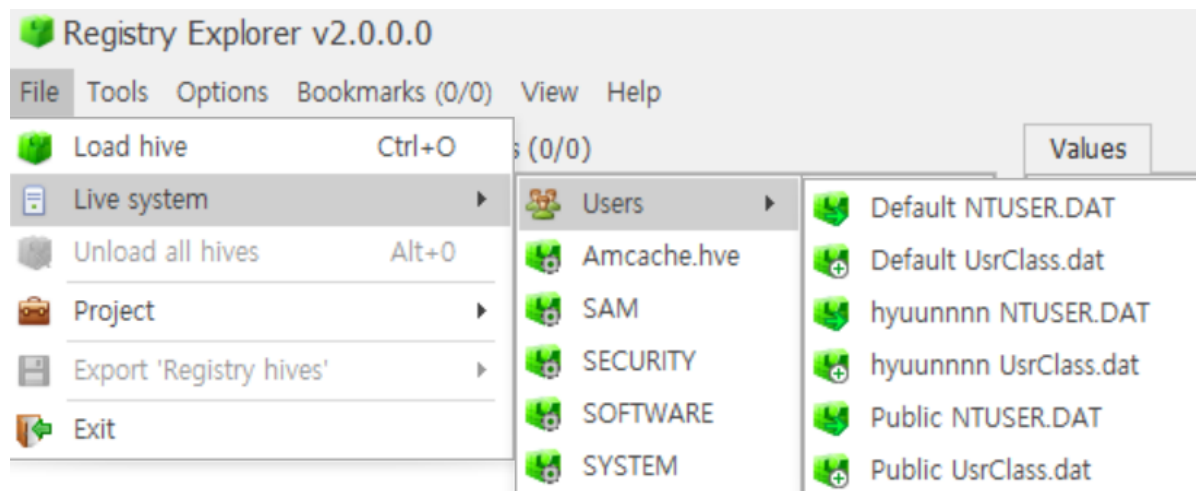 Registry Explorer v2.0.0.0
File Tools Options Bookmarks (0/0) View Help
Load hive Ctrl+O
Live system
Unload all hives Alt+0
Project
Export 'Registry hives'
Exit
(0/0)
Values
Users
Amcache.hve
SAM
SECURITY
SOFTWARE
SYSTEM
Default NTUSER.DAT
Default UsrClass.dat
hyuunnnn NTUSER.DAT
hyuunnnn UsrClass.dat
Public NTUSER.DAT
Public UsrClass.dat